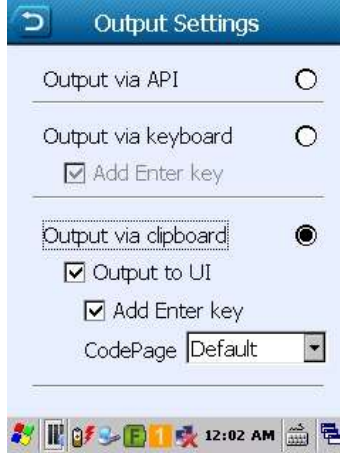 Output Settings
Output via API
Output via keyboard
Add Enter key
Output via clipboard
Output to UI
Add Enter key
CodePage Default
F 1 12:02 AM